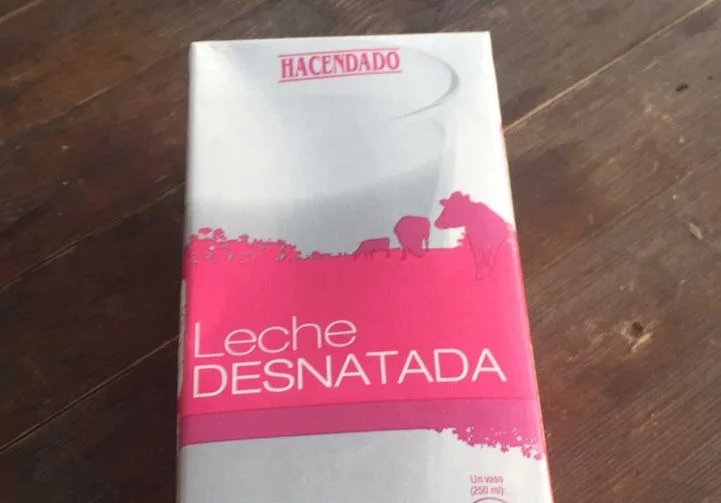 HACENDADO
Leche
DESNATADA
Un vaso
(250 ml):